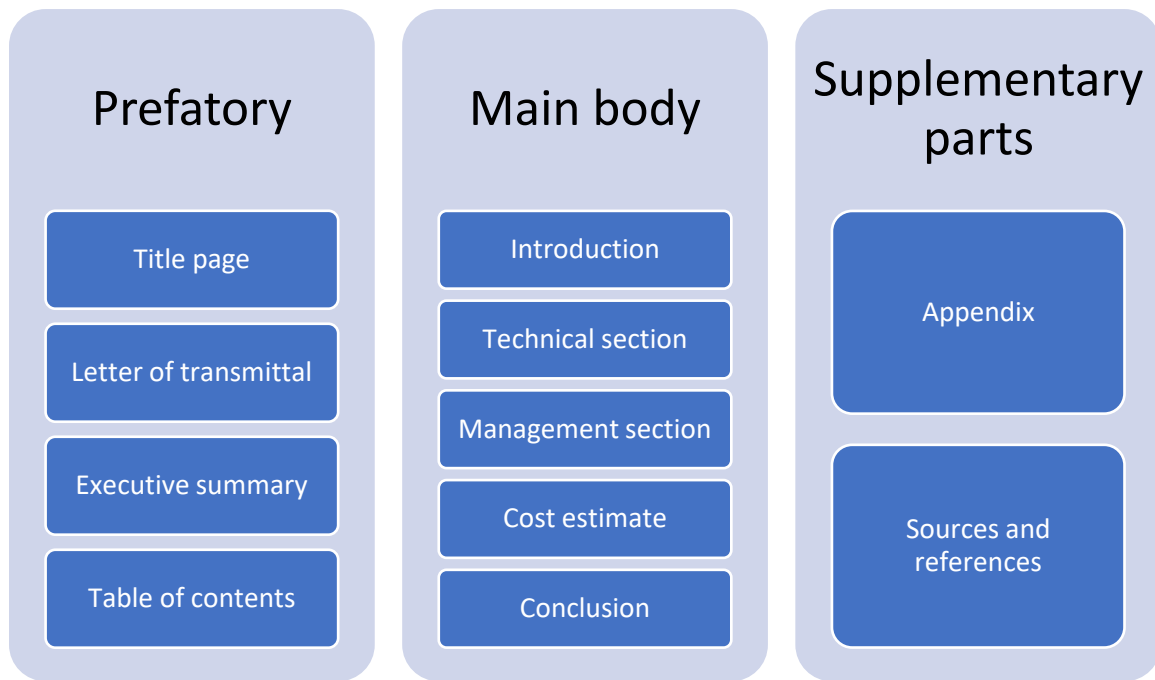 Prefatory
Title page
Letter of transmittal
Executive summary
Table of contents
Main body
Introduction
Technical section
Management section
Cost estimate
Conclusion
Supplementary
parts
Appendix
Sources and
references